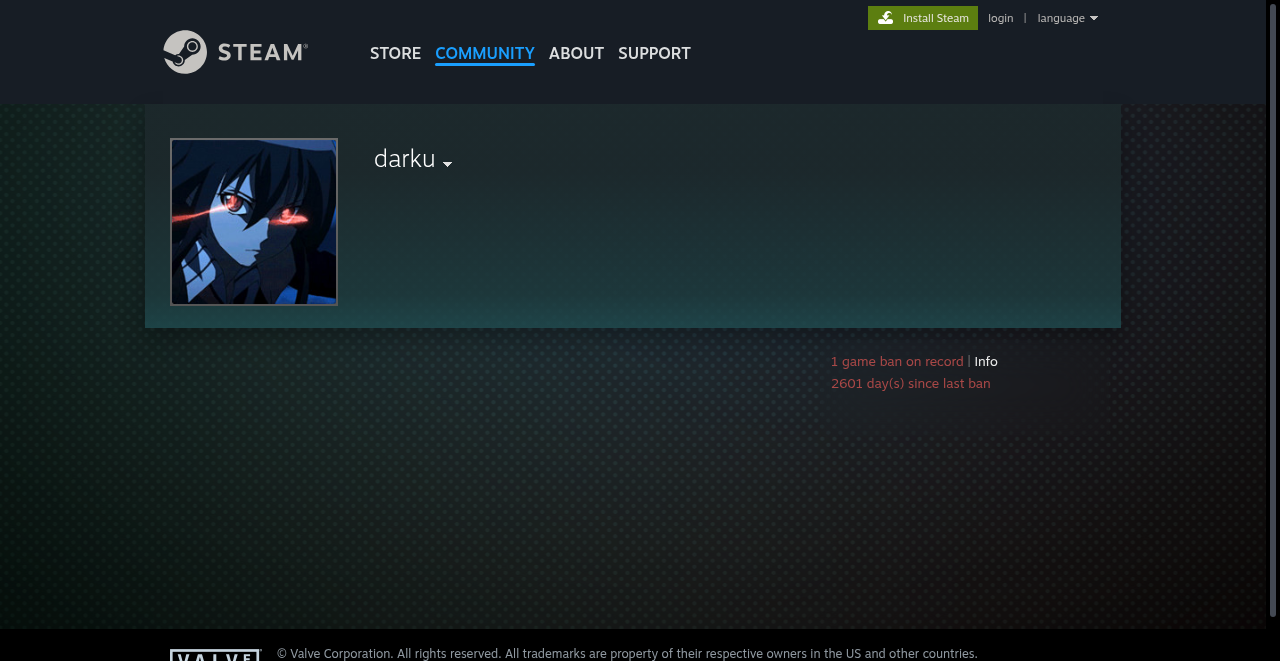 Install Steam login | language
STEAM®
STORE COMMUNITY ABOUT SUPPORT
darku
1 game ban on record | Info
2601 day(s) since last ban
VALVE
© Valve Corporation. All rights reserved. All trademarks are property of their respective owners in the US and other countries.